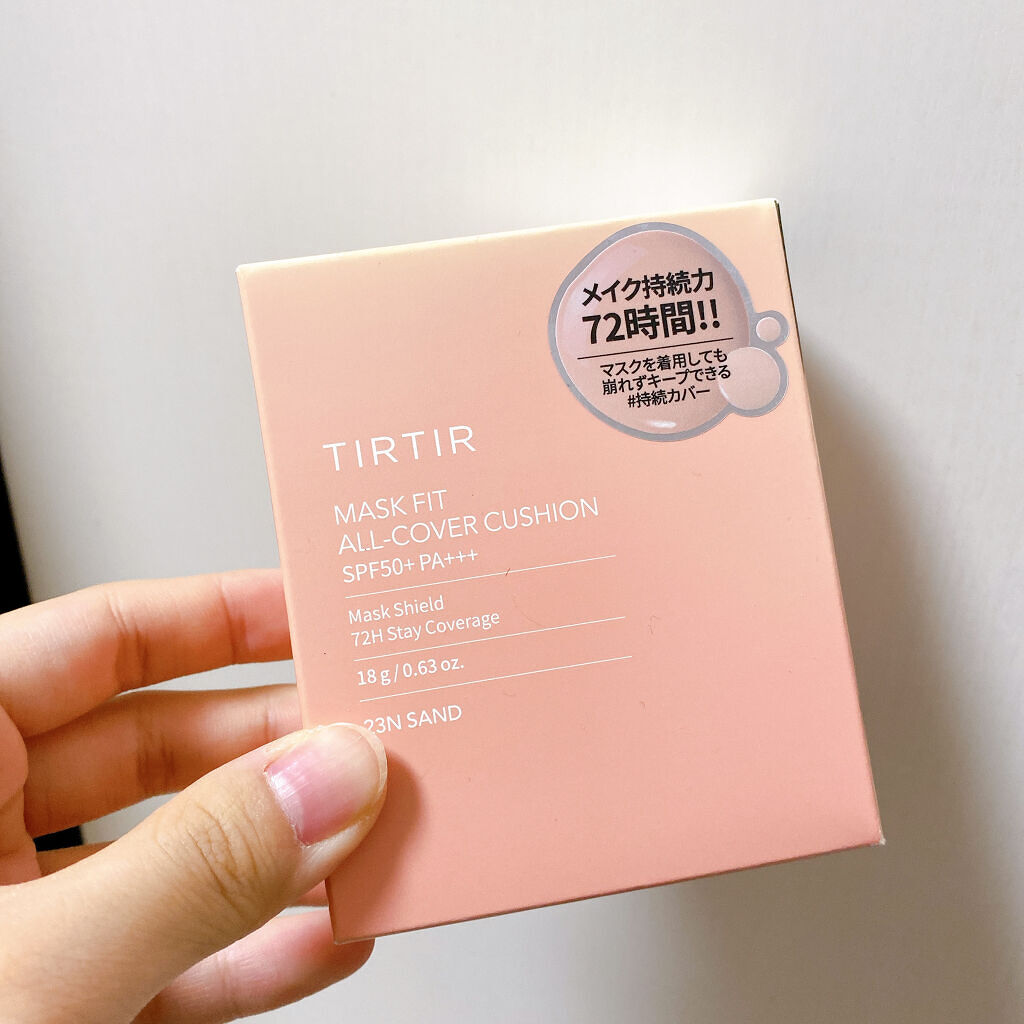 メイク持続力
72時間!!
マスクを着用しても
崩れずキープできる
#持続カバー
TIRTIR
MASK FIT
ALL-COVER CUSHION
SPF50+ PA+++
Mask Shield
72H Stay Coverage
18 g / 0.63 oz.
23N SAND